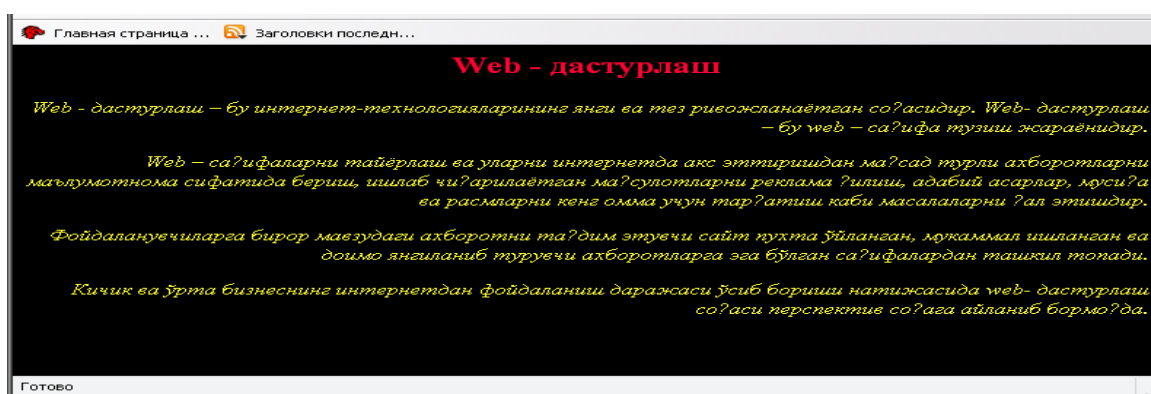 Главная страница ... Заголовки последн...
Web - дастурлаш
Web - дастурлаш – бу интернет-технологияларининг янги ва тез ривожланаётган со?асидир. Web- дастурлаш
– бу web – са?ифа тузиш жараёнидир.
Web – са?ифаларни тайёрлаш ва уларни интернетда акс эттиришдан ма?сад турли ахборотларни
маълумотнома сифатида бериш, ишлаб чи?арилаётган ма?сулотларни реклама ?илиш, адабий асарлар, муси?а
ва расмларни кенг омма учун тар?атиш каби масалаларни ?ал этишдир.
Фойдаланувчиларга бирор мавзудаги ахборотни та?дим этувчи сайт пухта ўйланган, мукаммал ишланган ва
доимо янгиланиб турувчи ахборотларга эга бўлган са?ифалардан ташкил топади.
Кичик ва ўрта бизнеснинг интернетдан фойдаланиш даражаси ўсиб бориши натижасида web- дастурлаш
со?аси перспектив со?ага айланиб бормо?да.
Готово